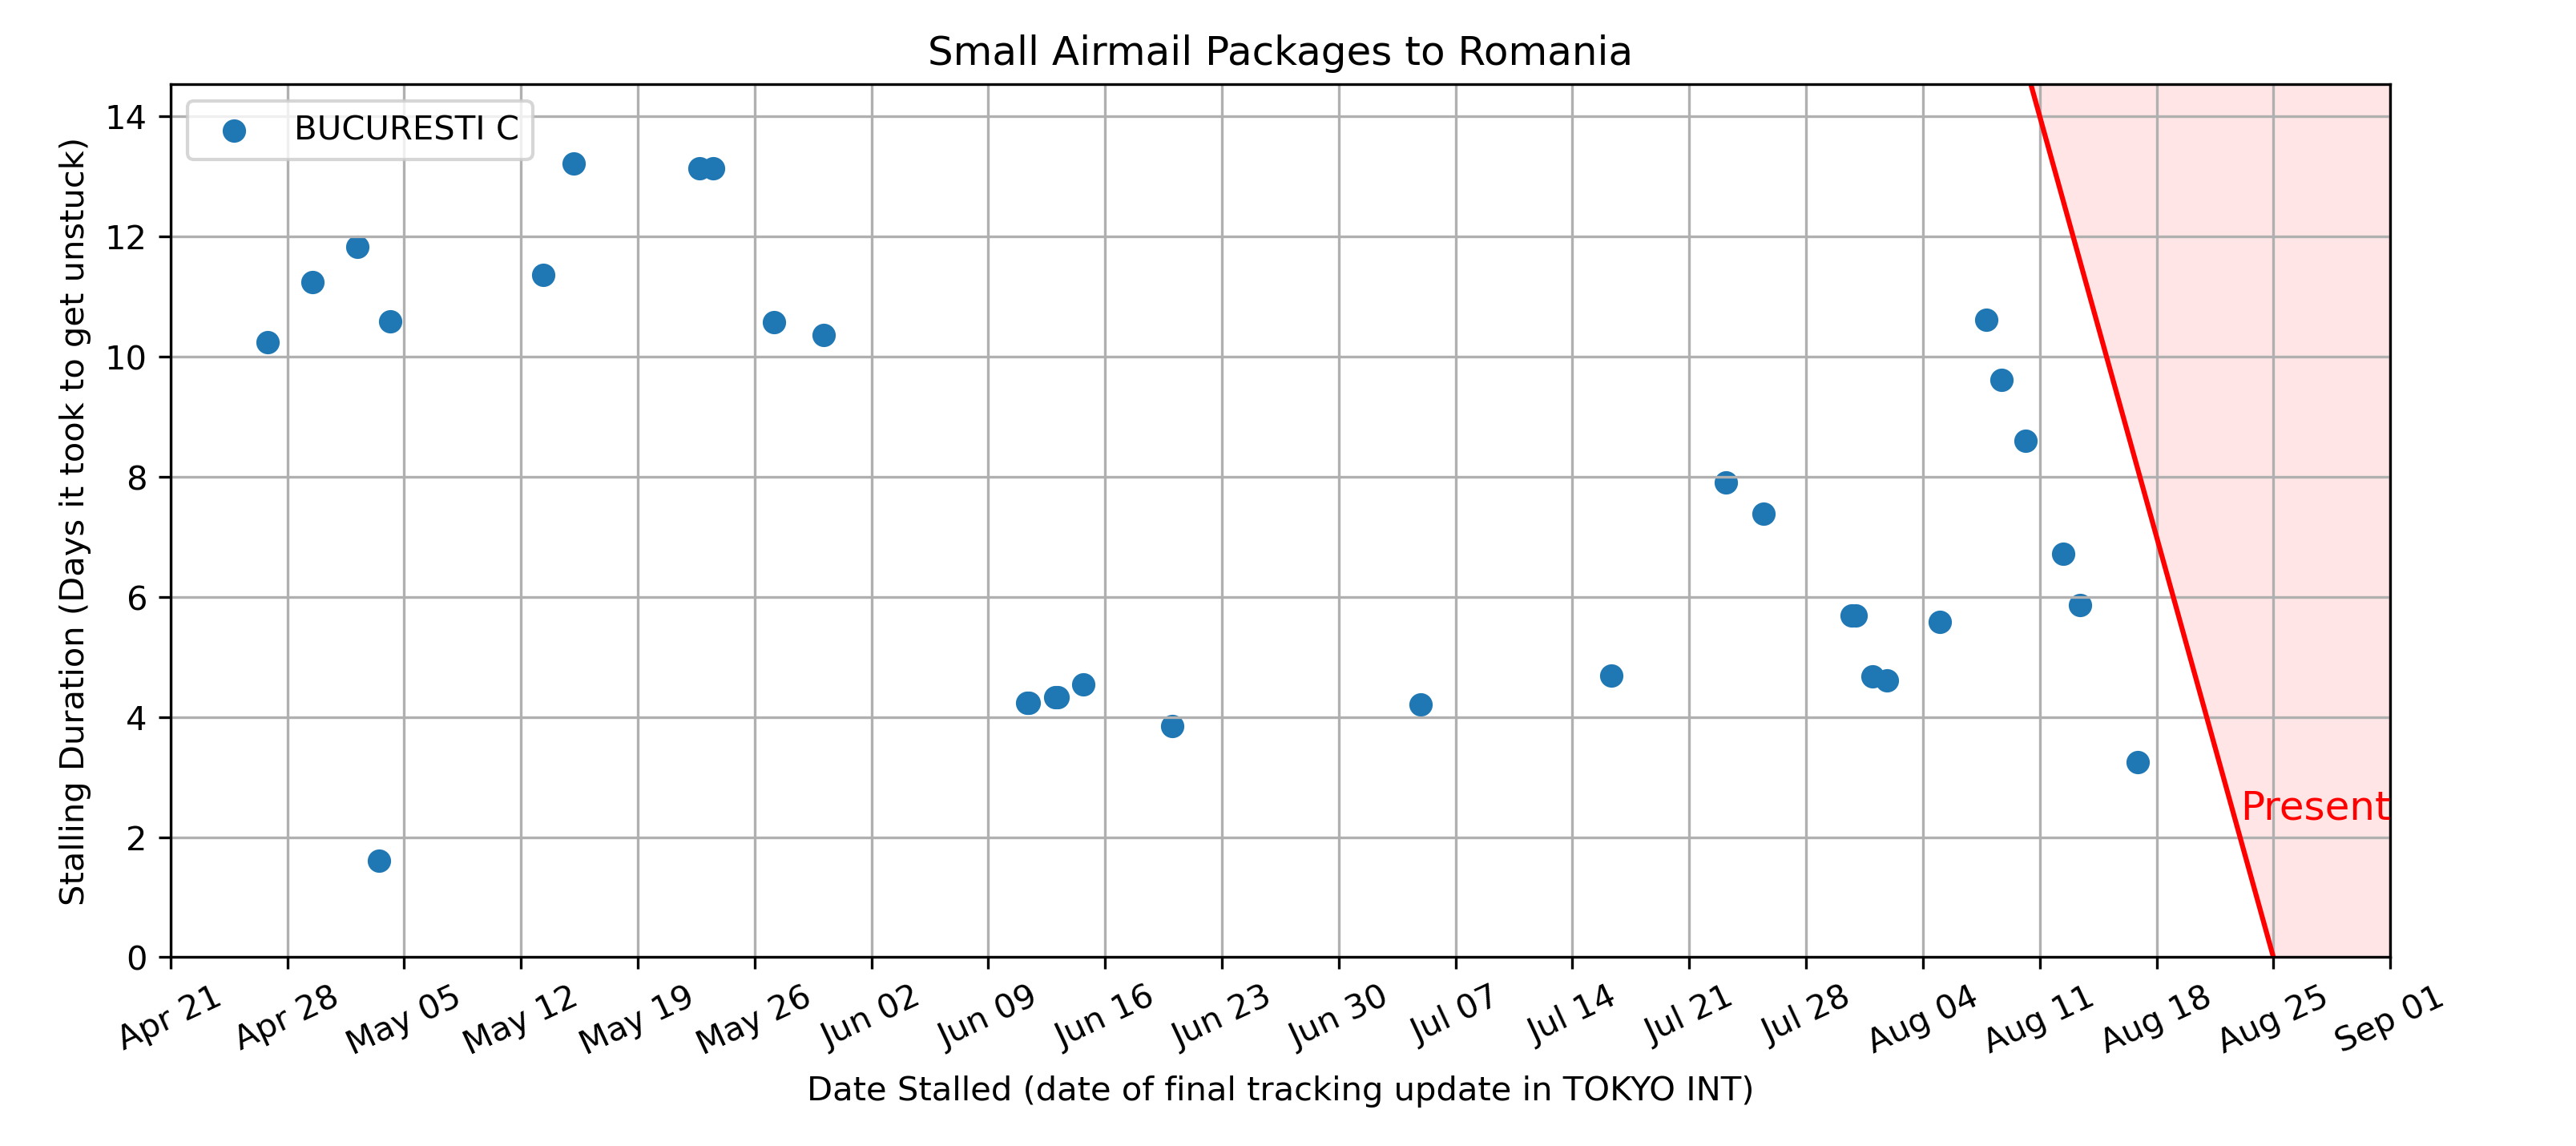 Small Airmail Packages to Romania
BUCURESTI C
Stalling Duration (Days it took to get unstuck)
14
12
10
8
6
4
2
0
Present
Apr 21
Apr 28
May 05
May 12
May 19
May 26
Jun 02
Jun 09
Jun 16
Jun 23
Jun 30
Jul 07
Jul 14
Jul 21
Jul 28
Aug 04
Aug 11
Aug 18
Aug 25
Sep 01
Date Stalled (date of final tracking update in TOKYO INT)